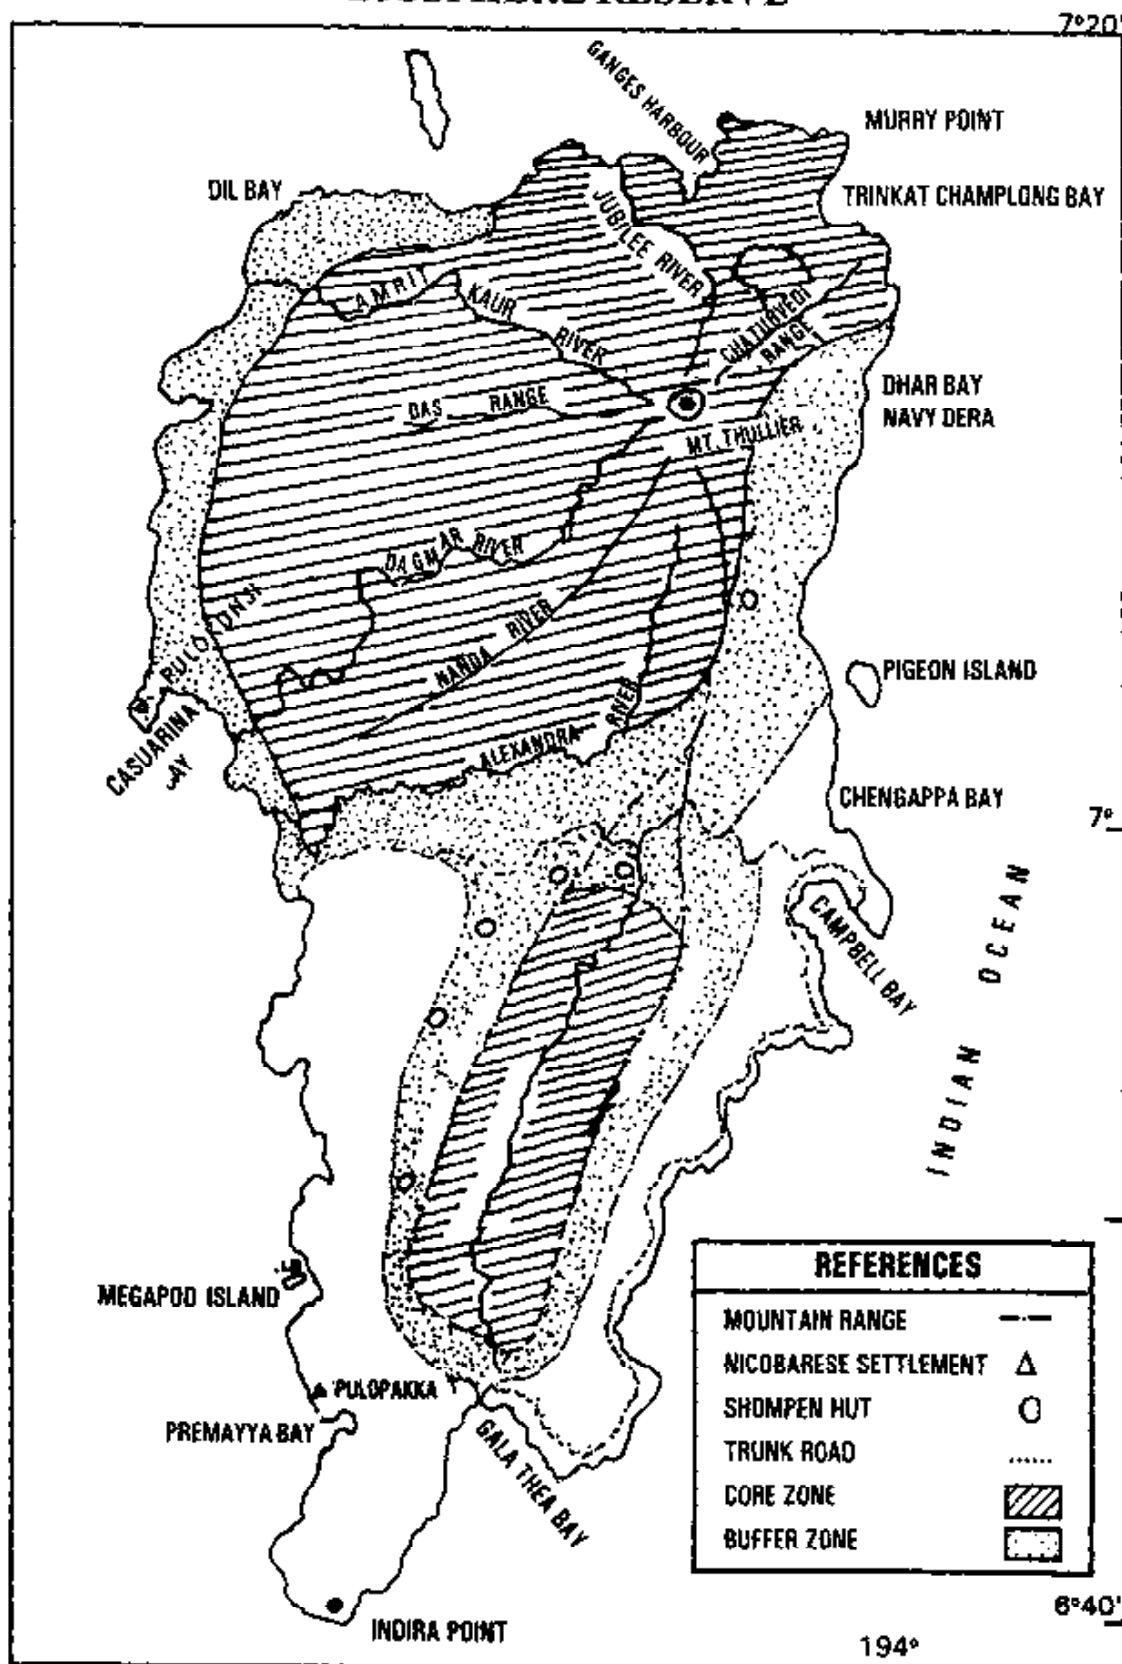 RESERVE
7°20'
GANGES HARBOUR
MURRY POINT
DIL BAY
TRINKAT CHAMPLONG BAY
JUBILEE RIVER
AMRIT
KAUR
RIVER
CHATURVEDI
RANGE
DAS RANGE
DHAR BAY
NAVY DERA
MT. THULLIER
DAGMAR RIVER
NANDA RIVER
PIGEON ISLAND
CASUARINA
AY
ALEXANDRA
RIVER
CHENGAPPA BAY
7°
CAMPBELL BAY
INDIAN OCEAN
MEGAPOD ISLAND
PULOPAKKA
PREMAYYA BAY
GALA THEA BAY
INDIRA POINT
REFERENCES
MOUNTAIN RANGE
NICOBARESE SETTLEMENT
SHOMPEN HUT
TRUNK ROAD
CORE ZONE
BUFFER ZONE
6°40'
194°